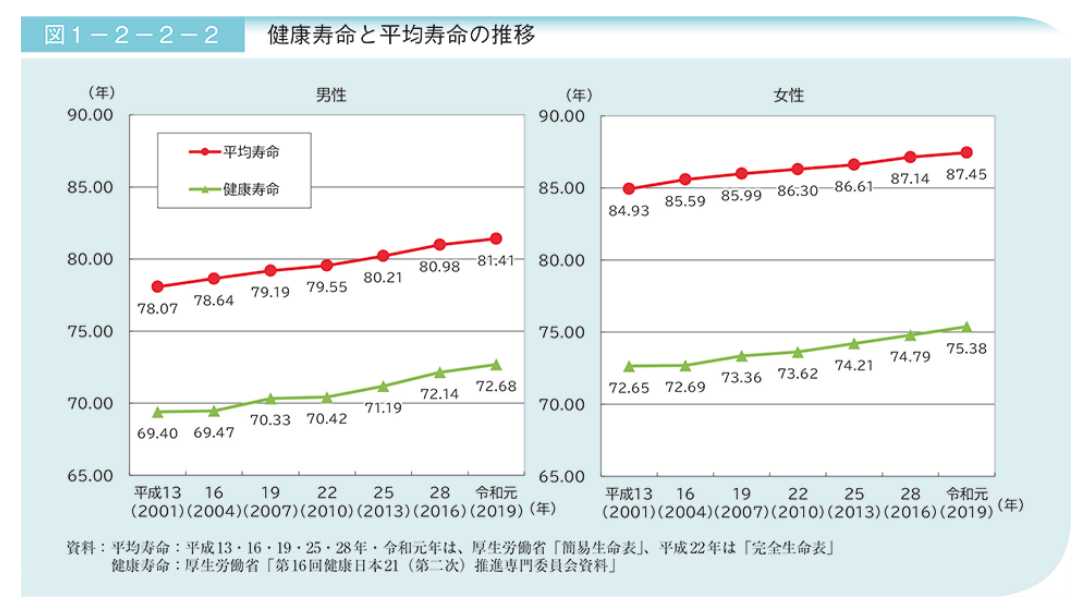 図１－２－２－２ 健康寿命と平均寿命の推移
（年） 男性
90.00
85.00
80.00
75.00
70.00
65.00
平均寿命
健康寿命
78.07 78.64 79.19 79.55 80.21 80.98 81.41
69.40 69.47 70.33 70.42 71.19 72.14 72.68
平成13 16 19 22 25 28 令和元
（2001）（2004）（2007）（2010）（2013）（2016）（2019）（年）
（年） 女性
90.00
85.00
80.00
75.00
70.00
65.00
84.93 85.59 85.99 86.30 86.61 87.14 87.45
72.65 72.69 73.36 73.62 74.21 74.79 75.38
平成13 16 19 22 25 28 令和元
（2001）（2004）（2007）（2010）（2013）（2016）（2019）（年）
資料：平均寿命：平成13・16・19・25・28年・令和元年は、厚生労働省「簡易生命表」、平成22年は「完全生命表」
健康寿命：厚生労働省「第16回健康日本21（第二次）推進専門委員会資料」